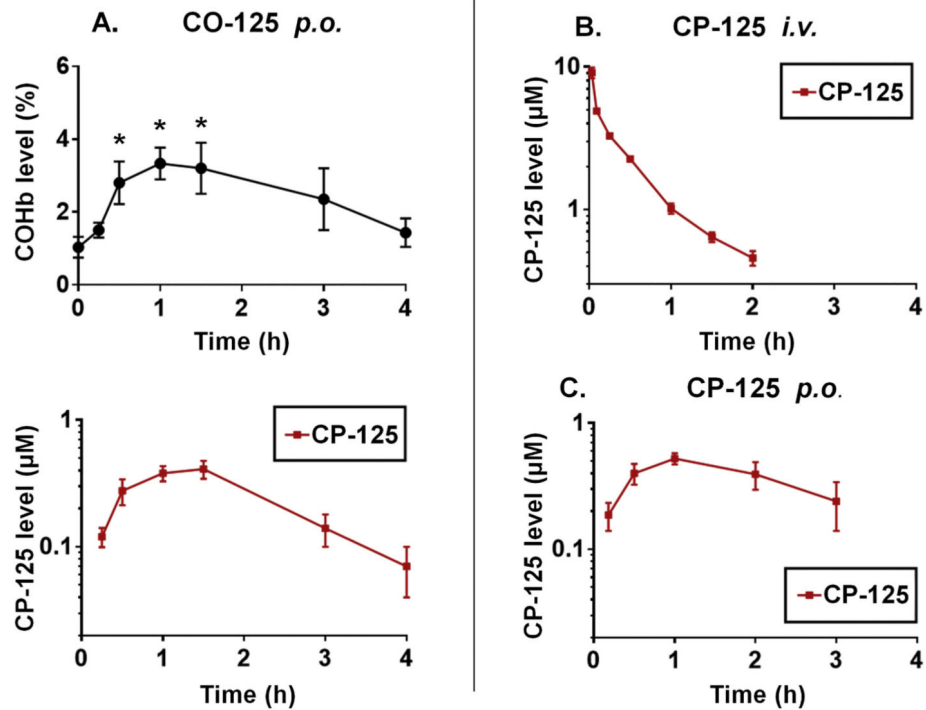 A. CO-125 p.o.
COHb level (%)
6
4
2
0
* * *
0 1 2 3 4
Time (h)
CP-125 level (µM)
1
0.1
CP-125
0 1 2 3 4
Time (h)
B. CP-125 i.v.
CP-125 level (µM)
10
1
CP-125
0 1 2 3 4
Time (h)
C. CP-125 p.o.
CP-125 level (µM)
1
0.1
CP-125
0 1 2 3 4
Time (h)